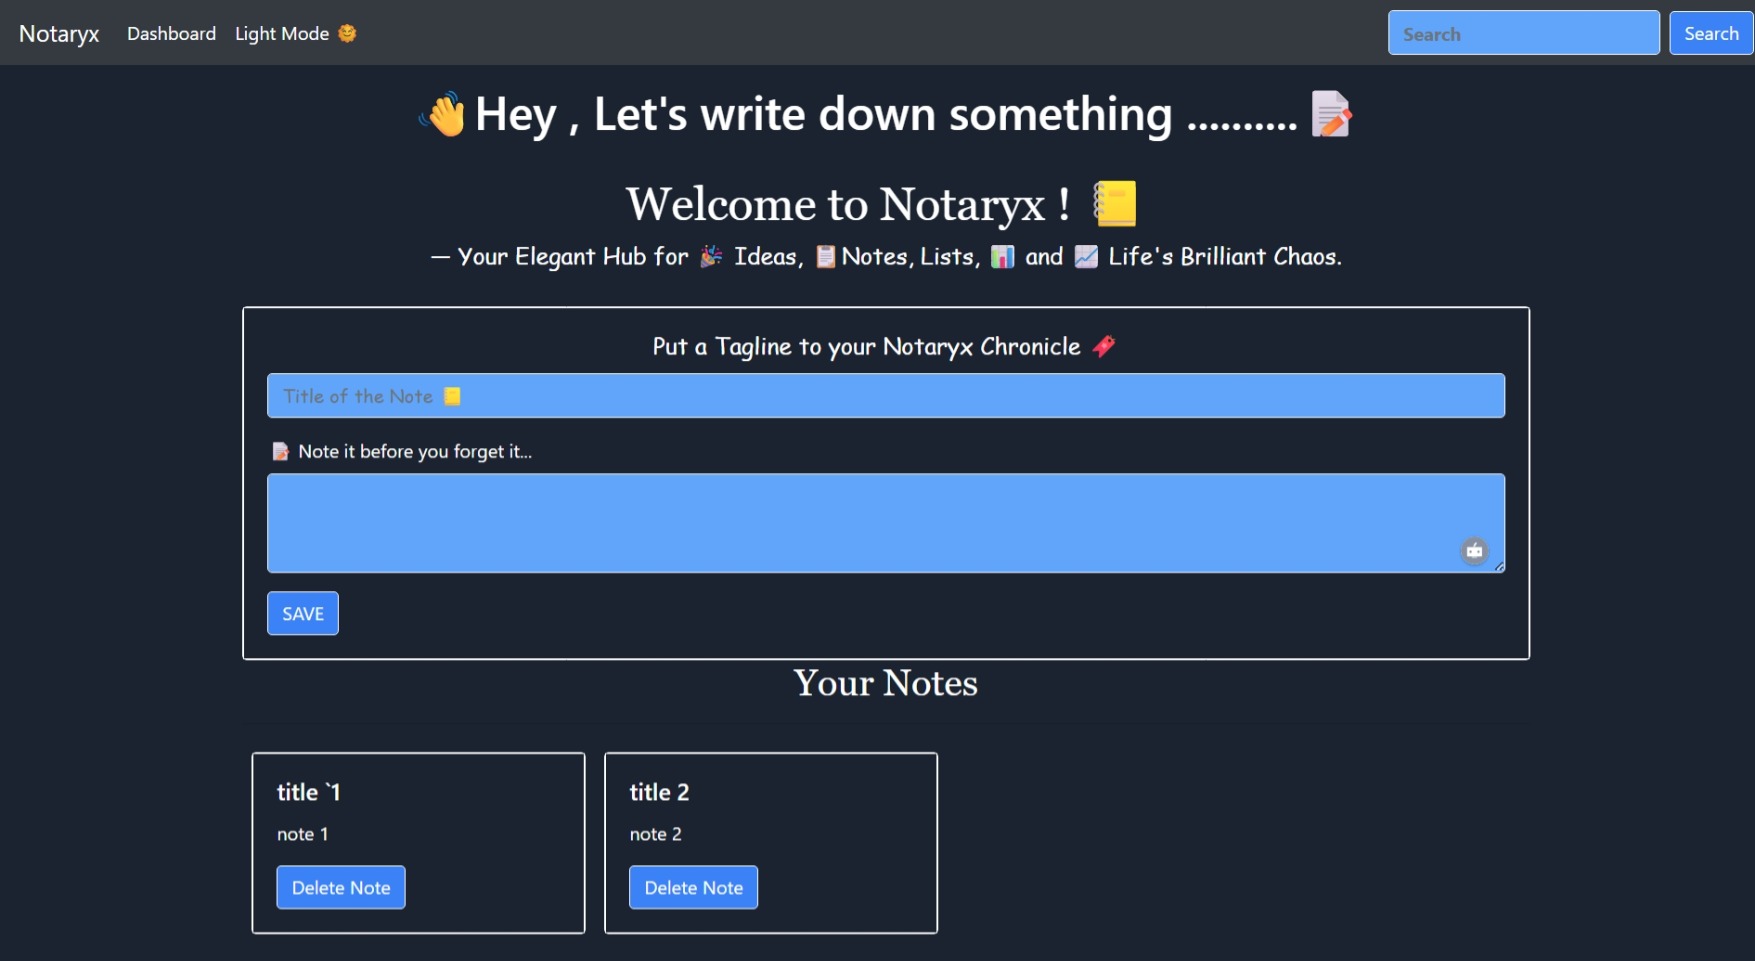 Notaryx Dashboard Light Mode 🌞 Search Search
👋Hey , Let's write down something .......... 📝
Welcome to Notaryx ! 📒
— Your Elegant Hub for 🎉 Ideas, 📋Notes, Lists, 📊 and 📈 Life's Brilliant Chaos.
Put a Tagline to your Notaryx Chronicle 🔖
Title of the Note 📒
📝 Note it before you forget it...
SAVE
Your Notes
title `1
note 1
Delete Note
title 2
note 2
Delete Note